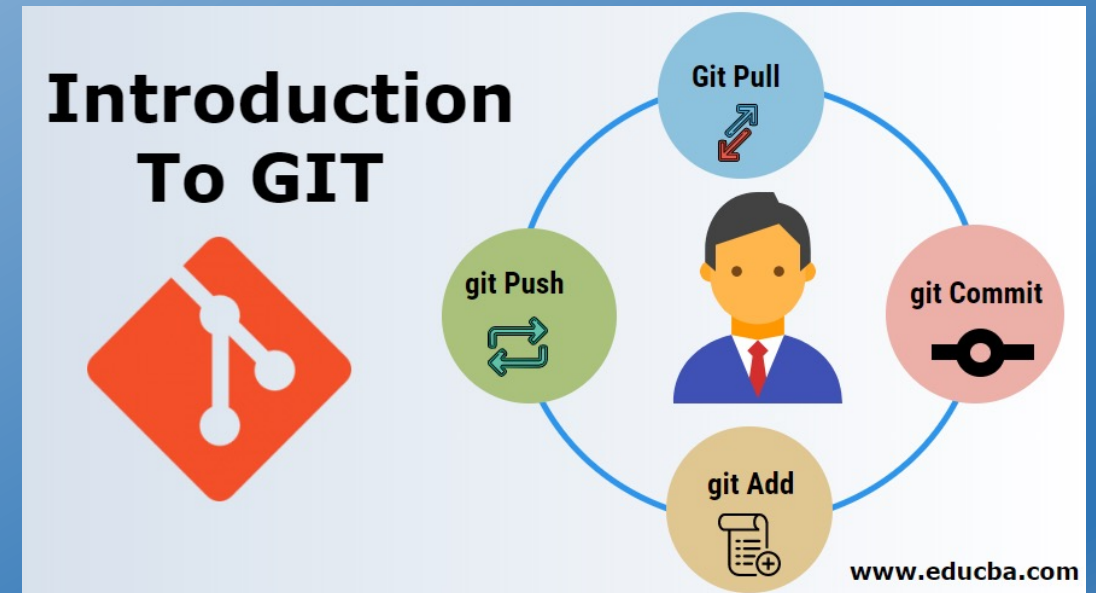 Introduction
To GIT
Git Pull
git Push
git Commit
git Add
www.educba.com